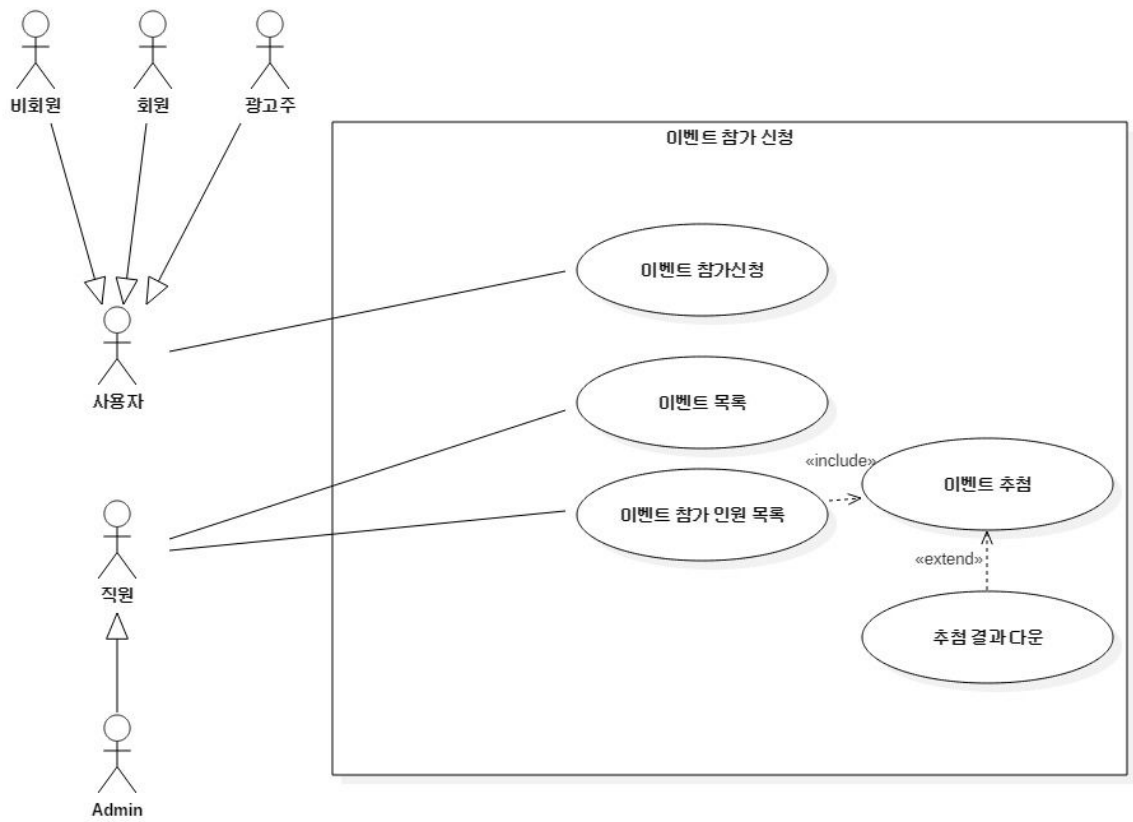 비회원
회원
광고주
이벤트 참가 신청
이벤트 참가신청
사용자
이벤트 목록
«include»
이벤트 추첨
이벤트 참가 인원 목록
«extend»
직원
추첨 결과 다운
Admin